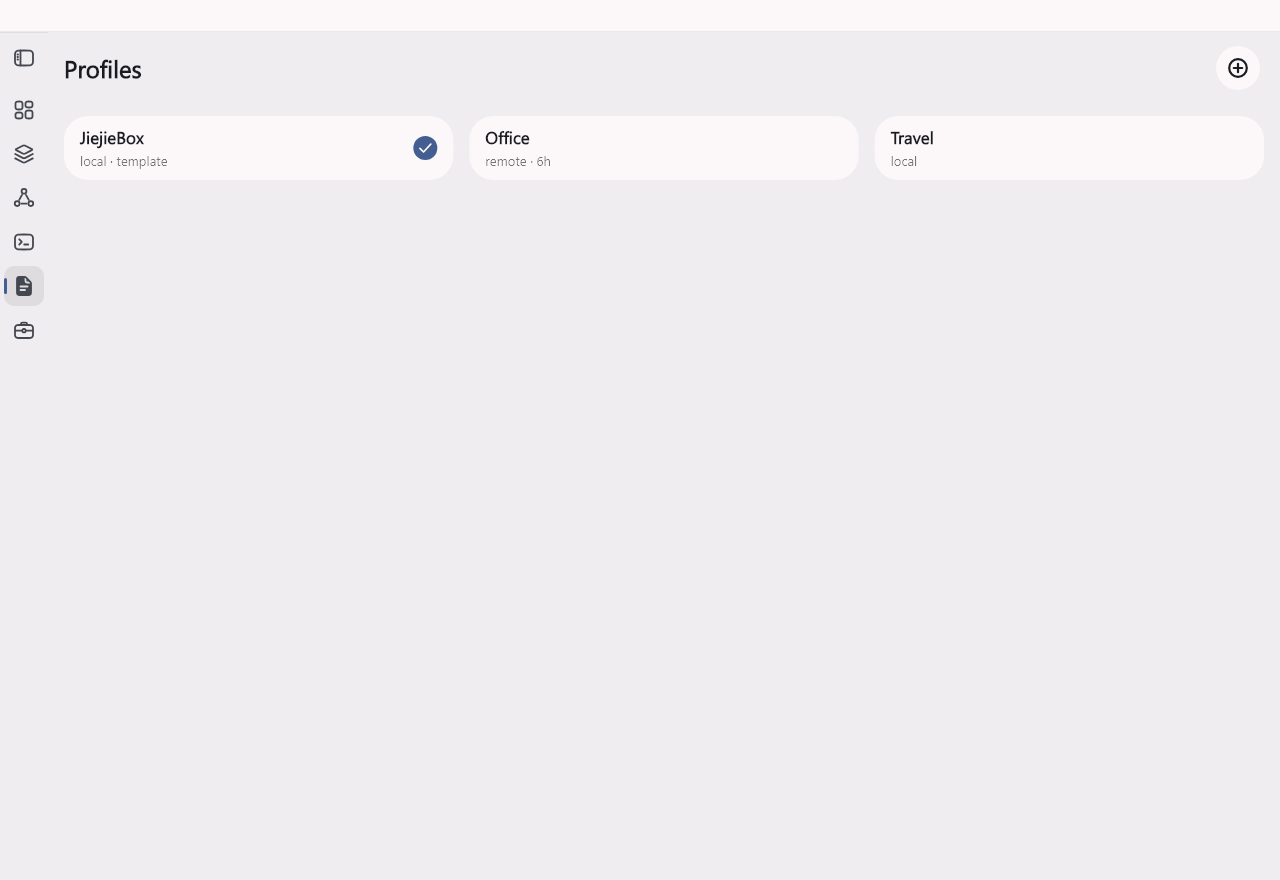 Profiles
JiejieBox
local · template
Office
remote · 6h
Travel
local